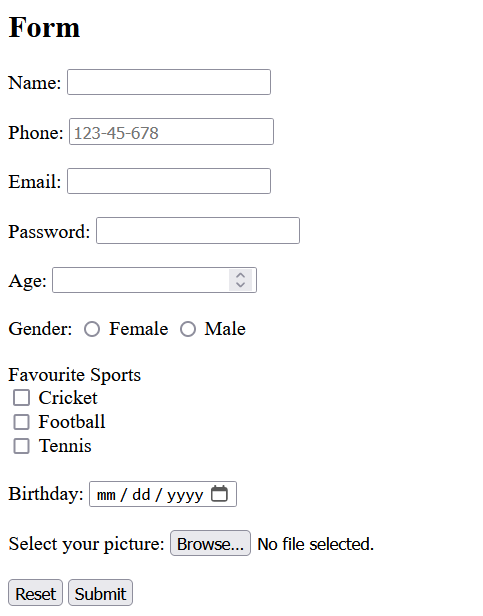 Form
Name:
Phone: 123-45-678
Email:
Password:
Age:
Gender: Female Male
Favourite Sports
Cricket
Football
Tennis
Birthday: mm / dd / yyyy
Select your picture: Browse... No file selected.
Reset Submit